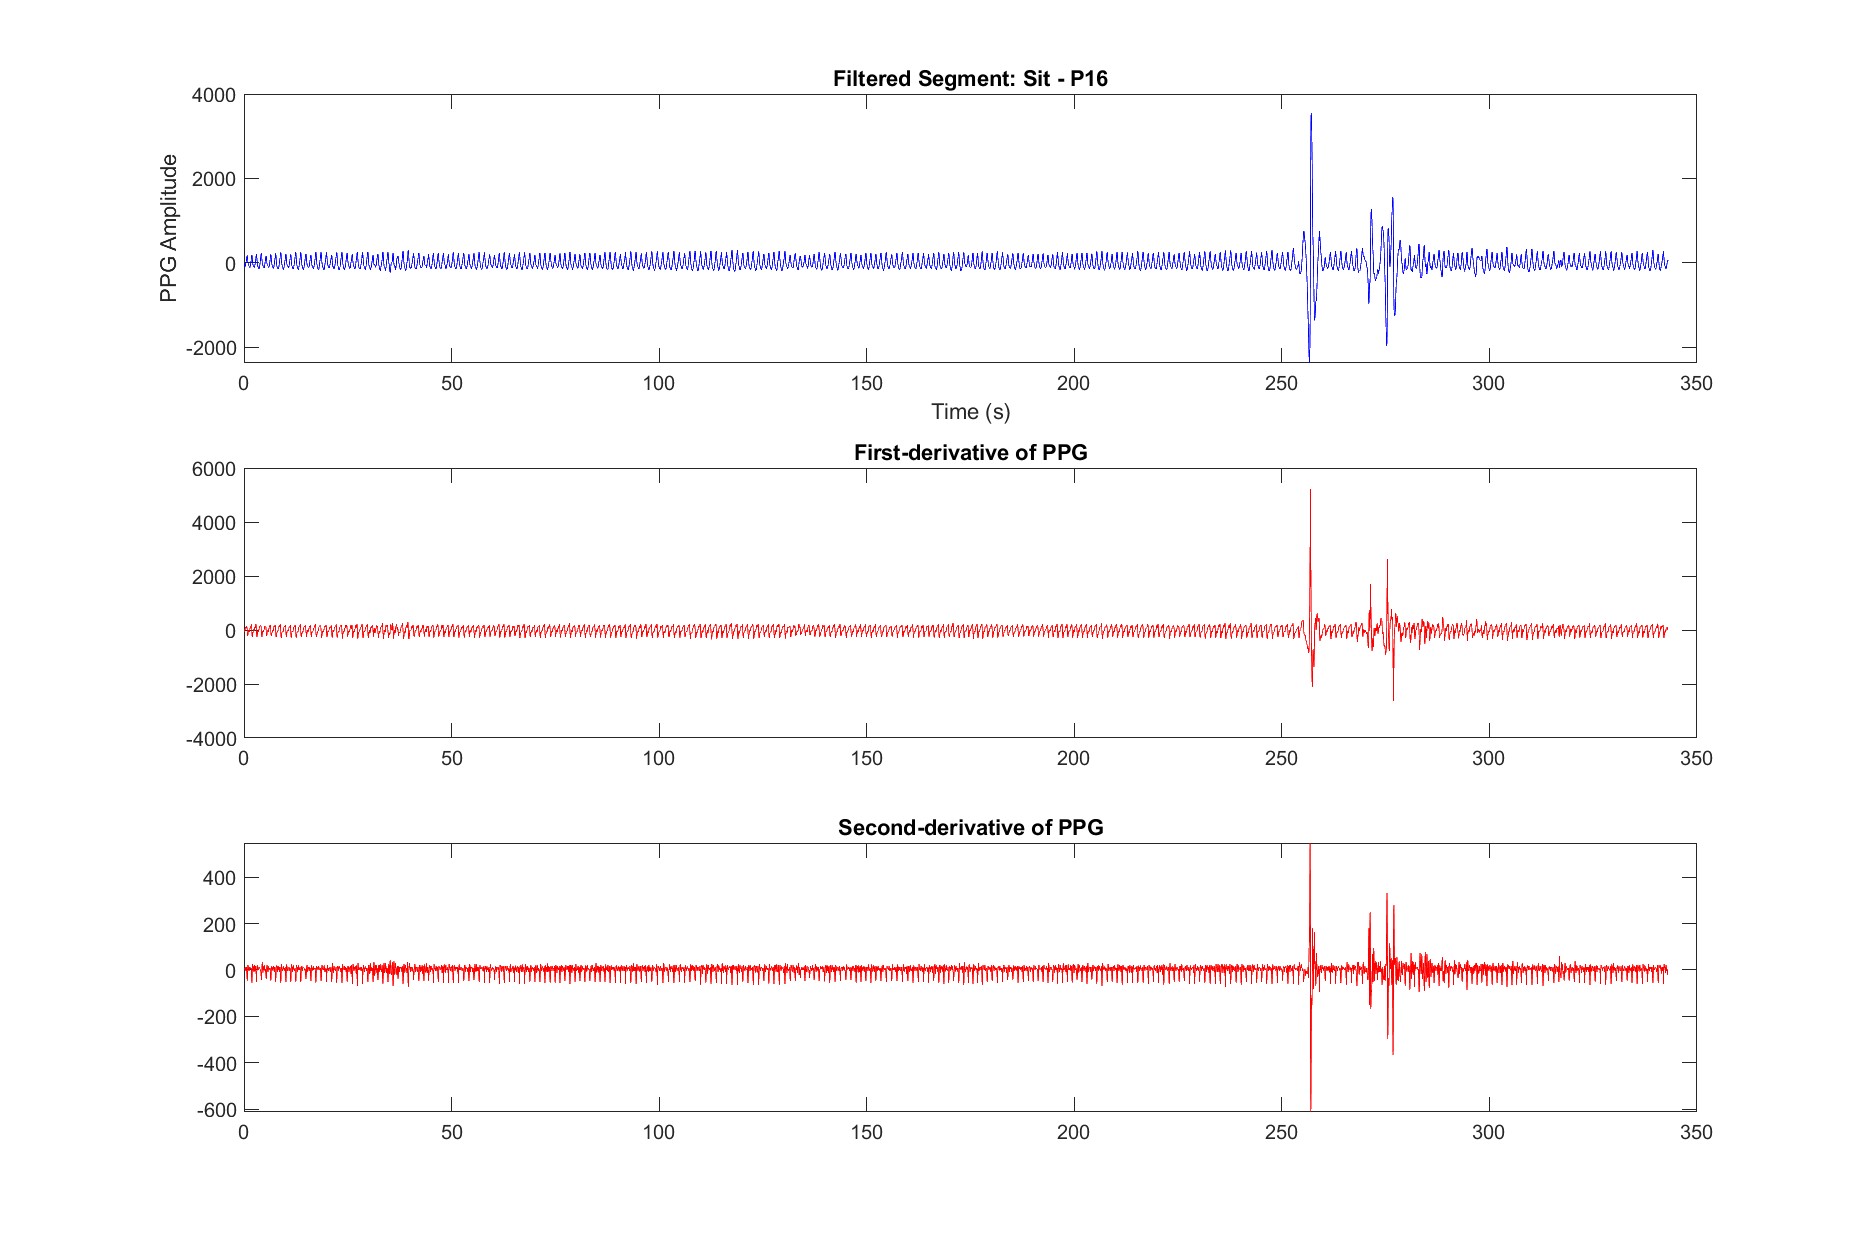 Filtered Segment: Sit - P16
4000
2000
0
-2000
PPG Amplitude
0 50 100 150 200 250 300 350
Time (s)
First-derivative of PPG
6000
4000
2000
0
-2000
-4000
0 50 100 150 200 250 300 350
Second-derivative of PPG
400
200
0
-200
-400
-600
0 50 100 150 200 250 300 350